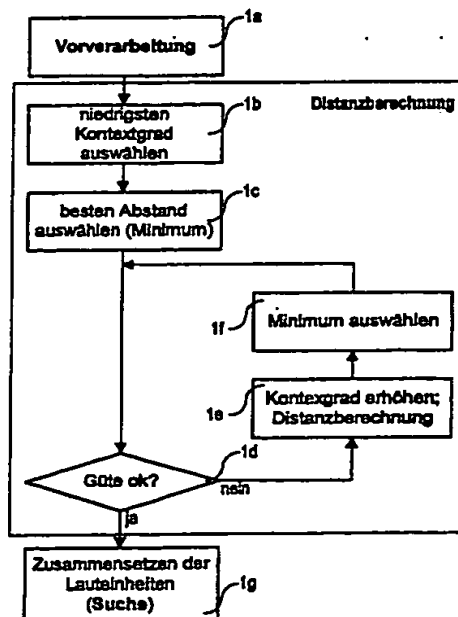 1a
Vorverarbeitung
Distanzberechnung
1b
niedrigsten
Kontextgrad
auswählen
1c
besten Abstand
auswählen (Minimum)
1f
Minimum auswählen
1e
Kontexgrad erhöhen;
Distanzberechnung
1d
Güte ok?
nein
ja
Zusammensetzen der
Lauteinheiten
(Suche)
1g